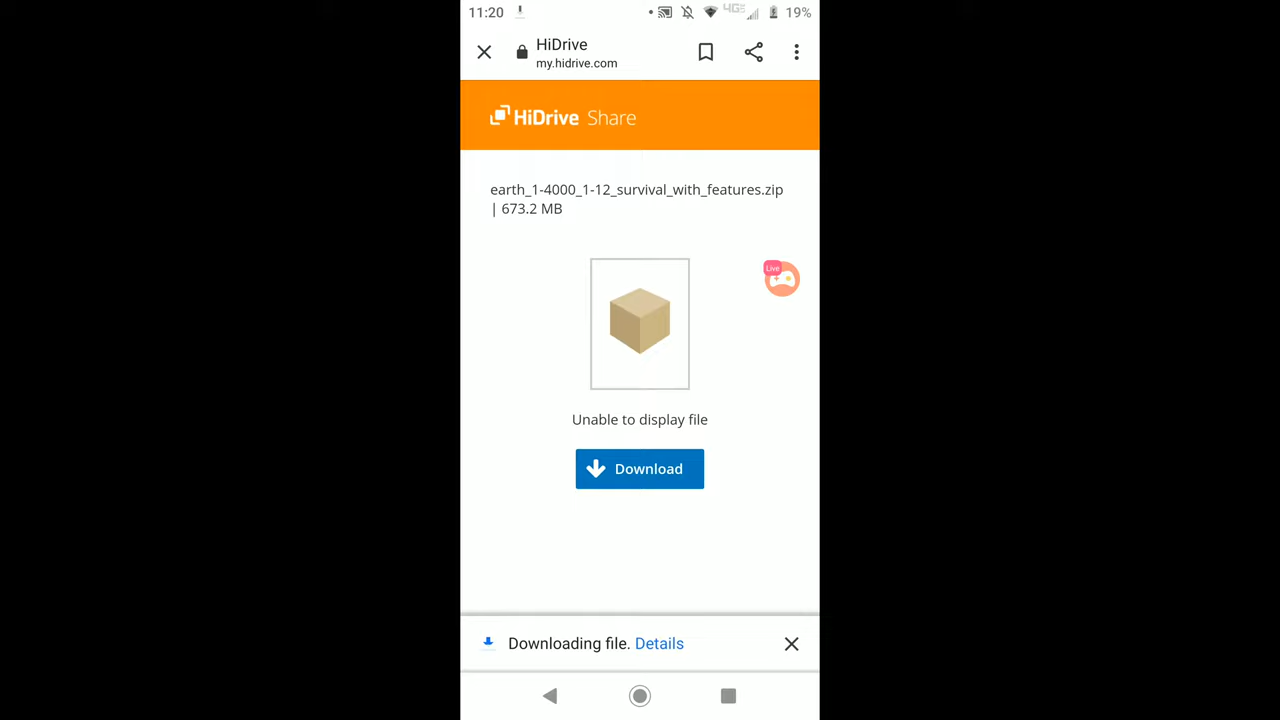 11:20
4G
19%
HiDrive
my.hidrive.com
HiDrive Share
earth_1-4000_1-12_survival_with_features.zip
| 673.2 MB
Live
Unable to display file
Download
Downloading file. Details